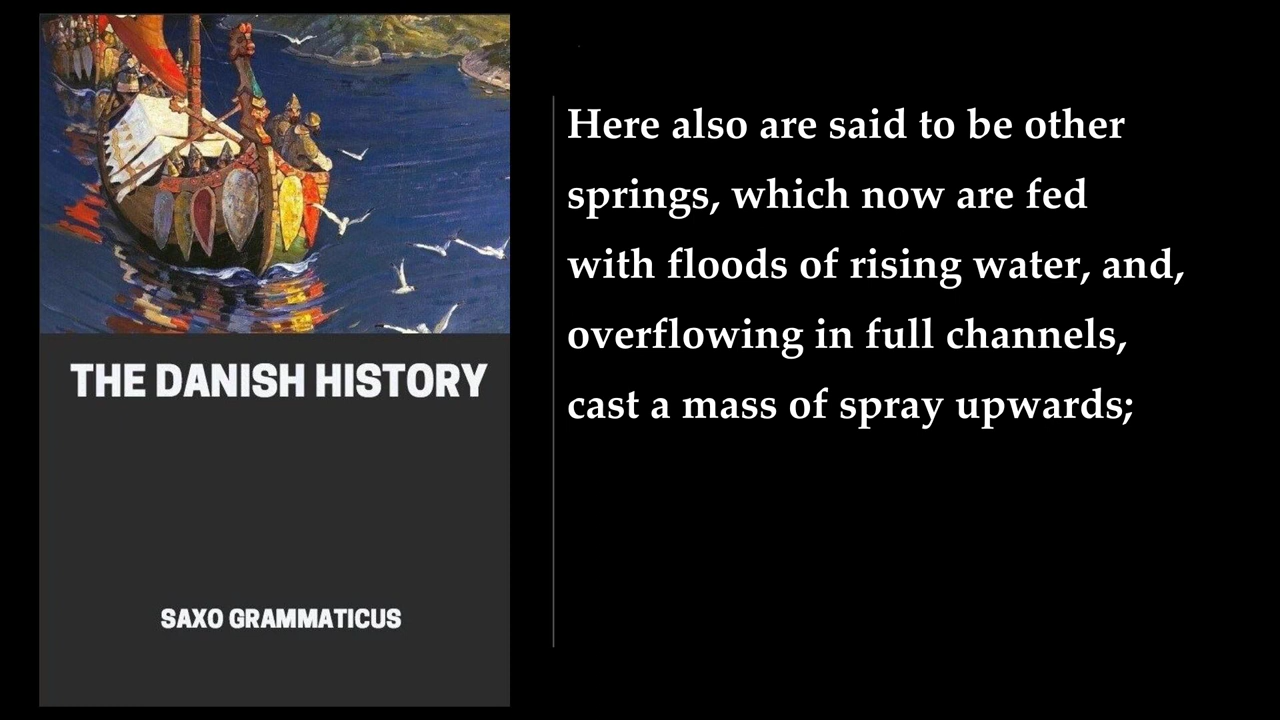 THE DANISH HISTORY
SAXO GRAMMATICUS
Here also are said to be other
springs, which now are fed
with floods of rising water, and,
overflowing in full channels,
cast a mass of spray upwards;